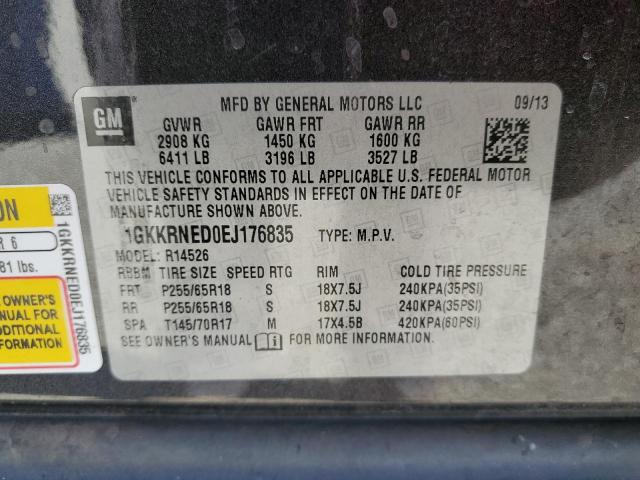 GM
MFD BY GENERAL MOTORS LLC 09/13
GVWR GAWR FRT GAWR RR
2908 KG 1450 KG 1600 KG
6411 LB 3196 LB 3527 LB
THIS VEHICLE CONFORMS TO ALL APPLICABLE U.S. FEDERAL MOTOR
VEHICLE SAFETY STANDARDS IN EFFECT ON THE DATE OF
MANUFACTURE SHOWN ABOVE.
1GKKRNED0EJ176835 TYPE: M.P.V.
MODEL: R14526
RBBM TIRE SIZE SPEED RTG RIM COLD TIRE PRESSURE
FRT P255/65R18 S 18X7.5J 240KPA(35PSI)
RR P255/65R18 S 18X7.5J 240KPA(35PSI)
SPA T145/70R17 M 17X4.5B 420KPA(60PSI)
SEE OWNER'S MANUAL i FOR MORE INFORMATION.
ON
R 6
81 lbs.
OWNER'S
UAL FOR
DDITIONAL
FORMATION
1GKKRNED0EJ176835